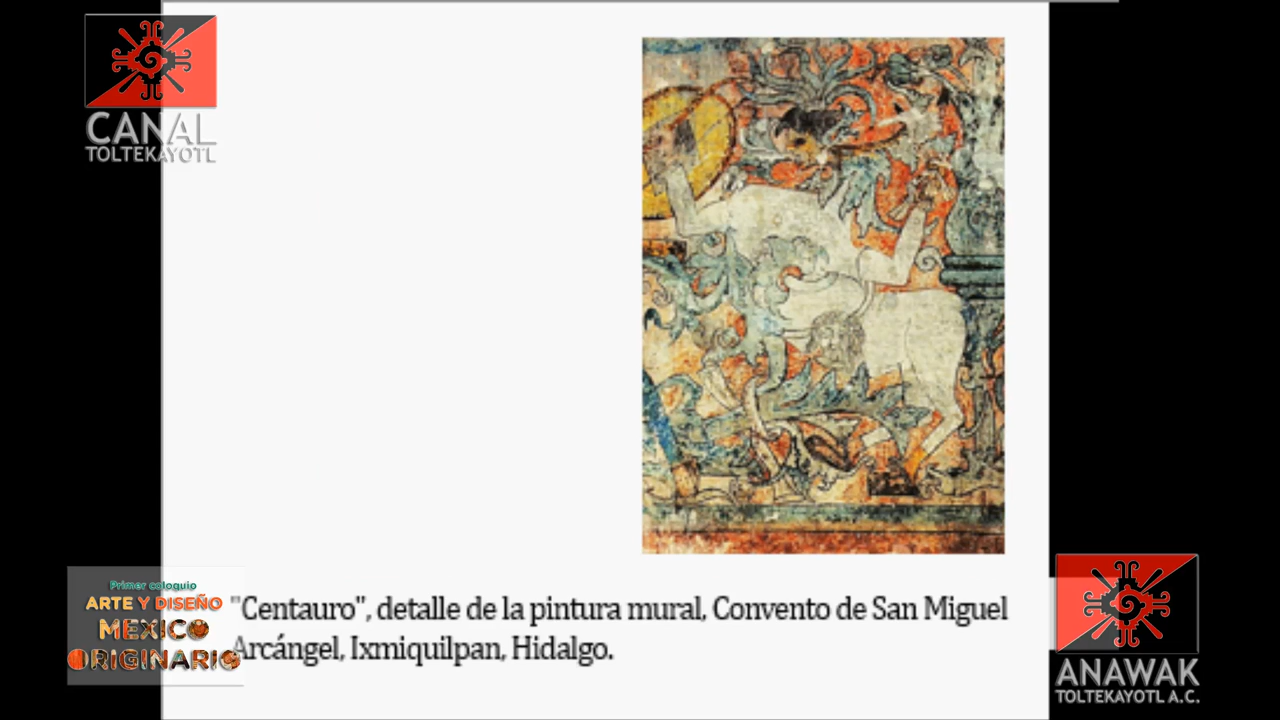 CANAL
TOLTEKAYOTL
Primer coloquio
ARTE Y DISEÑO
MÉXICO
ORIGINARIO
"Centauro", detalle de la pintura mural, Convento de San Miguel
Arcángel, Ixmiquilpan, Hidalgo.
ANAWAK
TOLTEKAYOTL A.C.